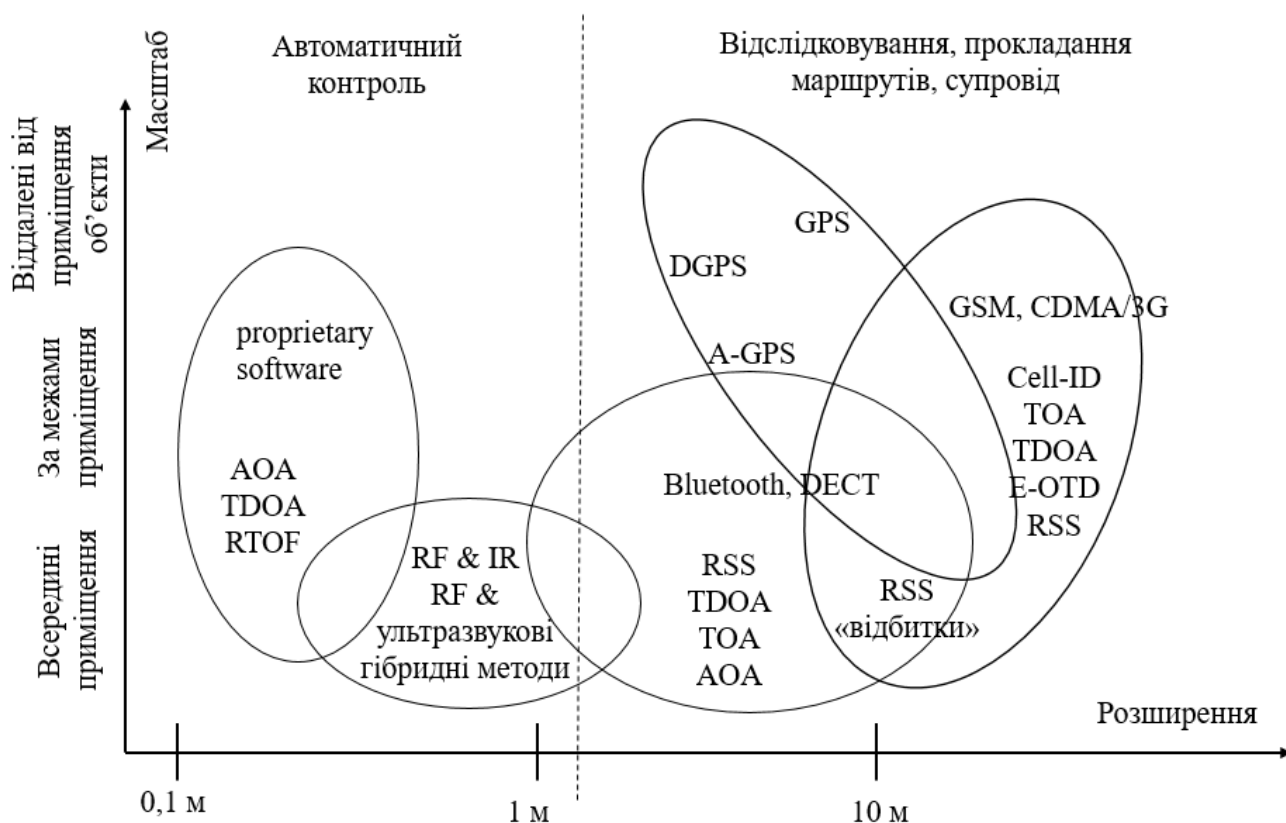 Автоматичний
контроль
Відслідковування, прокладання
маршрутів, супровід
Масштаб
Віддалені від
приміщення
об’єкти
За межами
приміщення
Всередині
приміщення
proprietary
software
AOA
TDOA
RTOF
RF & IR
RF &
ультразвукові
гібридні методи
GPS
DGPS
A-GPS
Bluetooth, DECT
RSS
TDOA
TOA
AOA
GSM, CDMA/3G
Cell-ID
TOA
TDOA
E-OTD
RSS
RSS
«відбитки»
Розширення
0,1 м
1 м
10 м